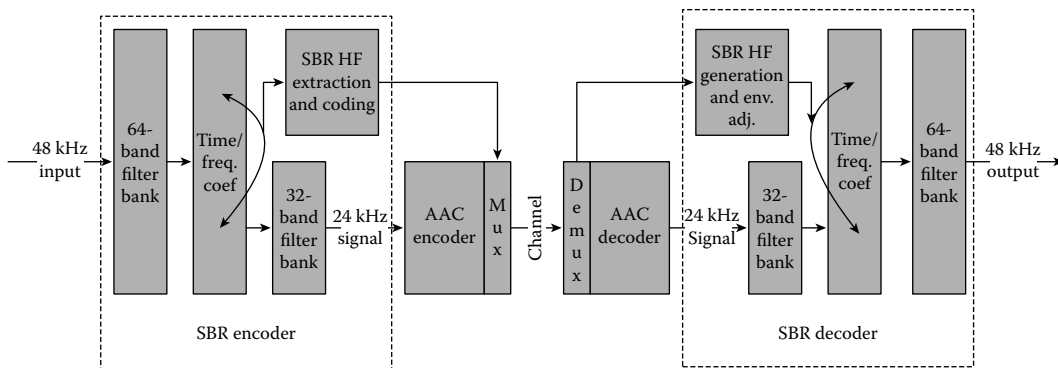 48 kHz
input
64-
band
filter
bank
Time/
freq.
coef
SBR HF
extraction
and coding
32-
band
filter
bank
24 kHz
signal
SBR encoder
AAC
encoder
M
u
x
Channel
D
e
m
u
x
AAC
decoder
24 kHz
Signal
SBR HF
generation
and env.
adj.
32-
band
filter
bank
Time/
freq.
coef
64-
band
filter
bank
48 kHz
output
SBR decoder